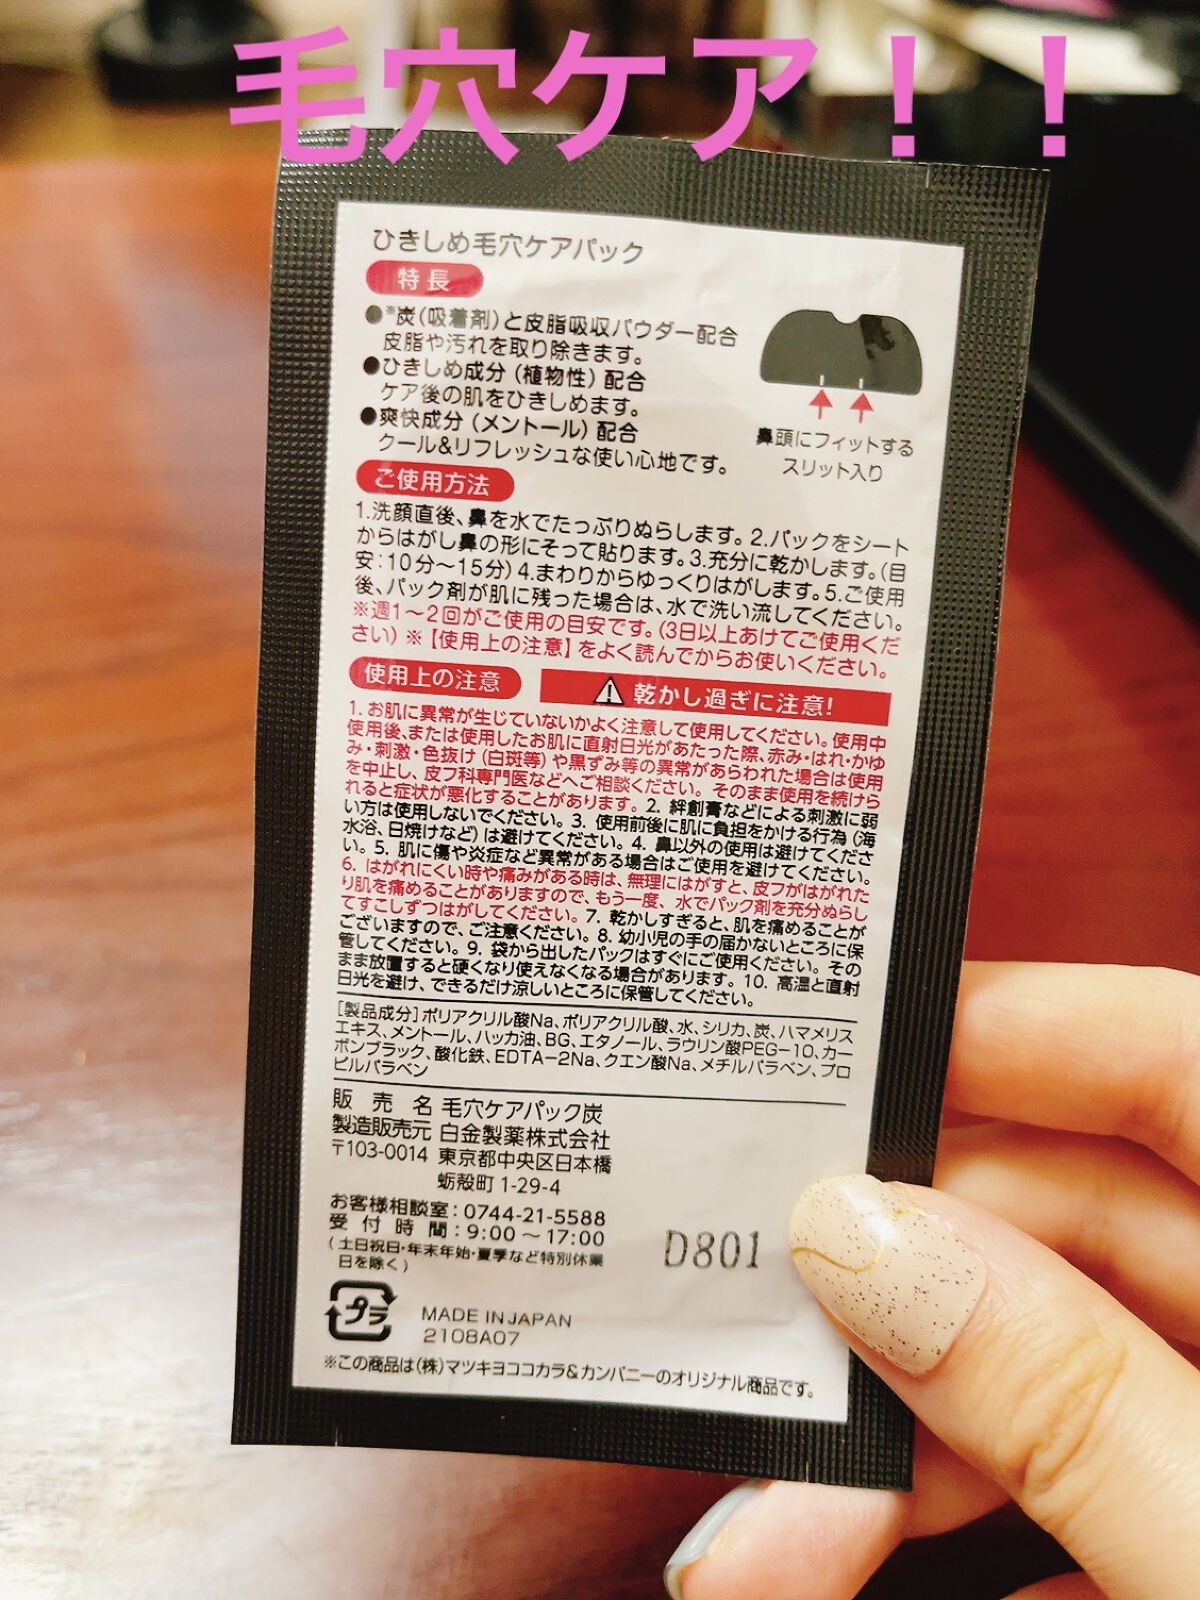 毛穴ケア！！
ひきしめ毛穴ケアパック
特長
●※炭(吸着剤)と皮脂吸収パウダー配合
皮脂や汚れを取り除きます。
●ひきしめ成分(植物性)配合
ケア後の肌をひきしめます。
●爽快成分(メントール)配合
クール&リフレッシュな使い心地です。
鼻頭にフィットする
スリット入り
ご使用方法
1.洗顔直後、鼻を水でたっぷりぬらします。2.パックをシート
からはがし鼻の形にそって貼ります。3.充分に乾かします。(目
安:10分〜15分)4.まわりからゆっくりはがします。5.ご使用
後、パック剤が肌に残った場合は、水で洗い流してください。
※週1〜2回がご使用の目安です。(3日以上あけてご使用くだ
さい)※【使用上の注意】をよく読んでからお使いください。
使用上の注意
⚠ 乾かし過ぎに注意!
1. お肌に異常が生じていないかよく注意して使用してください。使用中
使用後、または使用したお肌に直射日光があたった際、赤み・はれ・かゆ
み・刺激・色抜け(白斑等)や黒ずみ等の異常があらわれた場合は使用
を中止し、皮フ科専門医などへご相談ください。そのまま使用を続けら
れると症状が悪化することがあります。2. 絆創膏などによる刺激に弱
い方は使用しないでください。3. 使用前後に肌に負担をかける行為(海
水浴、日焼けなど)は避けてください。4. 鼻以外の使用は避けてくださ
い。5. 肌に傷や炎症など異常がある場合はご使用を避けてください。
6. はがれにくい時や痛みがある時は、無理にはがすと、皮フがはがれた
り肌を痛めることがありますので、もう一度、水でパック剤を充分ぬらし
てすこしずつはがしてください。7. 乾かしすぎると、肌を痛めることが
ございますので、ご注意ください。8. 幼小児の手の届かないところに保
管してください。9. 袋から出したパックはすぐにご使用ください。その
まま放置すると硬くなり使えなくなる場合があります。10. 高温と直射
日光を避け、できるだけ涼しいところに保管してください。
[製品成分]ポリアクリル酸Na、ポリアクリル酸、水、シリカ、炭、ハマメリス
エキス、メントール、ハッカ油、BG、エタノール、ラウリン酸PEG-10、カー
ボンブラック、酸化鉄、EDTA-2Na、クエン酸Na、メチルパラベン、プロ
ピルパラベン
販売名 毛穴ケアパック炭
製造販売元 白金製薬株式会社
〒103-0014 東京都中央区日本橋
蛎殻町1-29-4
お客様相談室:0744-21-5588
受付時間:9:00〜17:00
(土日祝日・年末年始・夏季など特別休業
日を除く)
D801
プラ
MADE IN JAPAN
2108A07
※この商品は(株)マツキヨココカラ&カンパニーのオリジナル商品です。